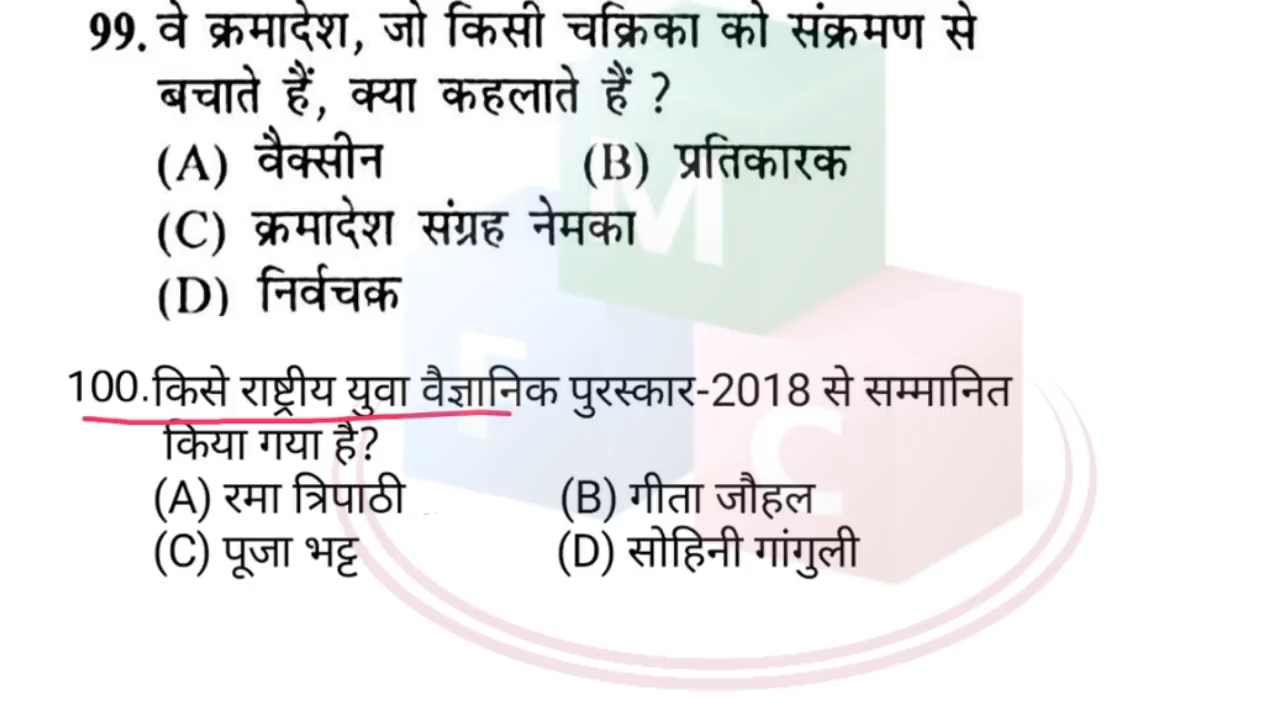 99. वे क्रमादेश, जो किसी चक्रिका को संक्रमण से
बचाते हैं, क्या कहलाते हैं ?
(A) वैक्सीन (B) प्रतिकारक
(C) क्रमादेश संग्रह नेमका
(D) निर्वचक
100.किसे राष्ट्रीय युवा वैज्ञानिक पुरस्कार-2018 से सम्मानित
किया गया है?
(A) रमा त्रिपाठी (B) गीता जौहल
(C) पूजा भट्ट (D) सोहिनी गांगुली
M
F
C